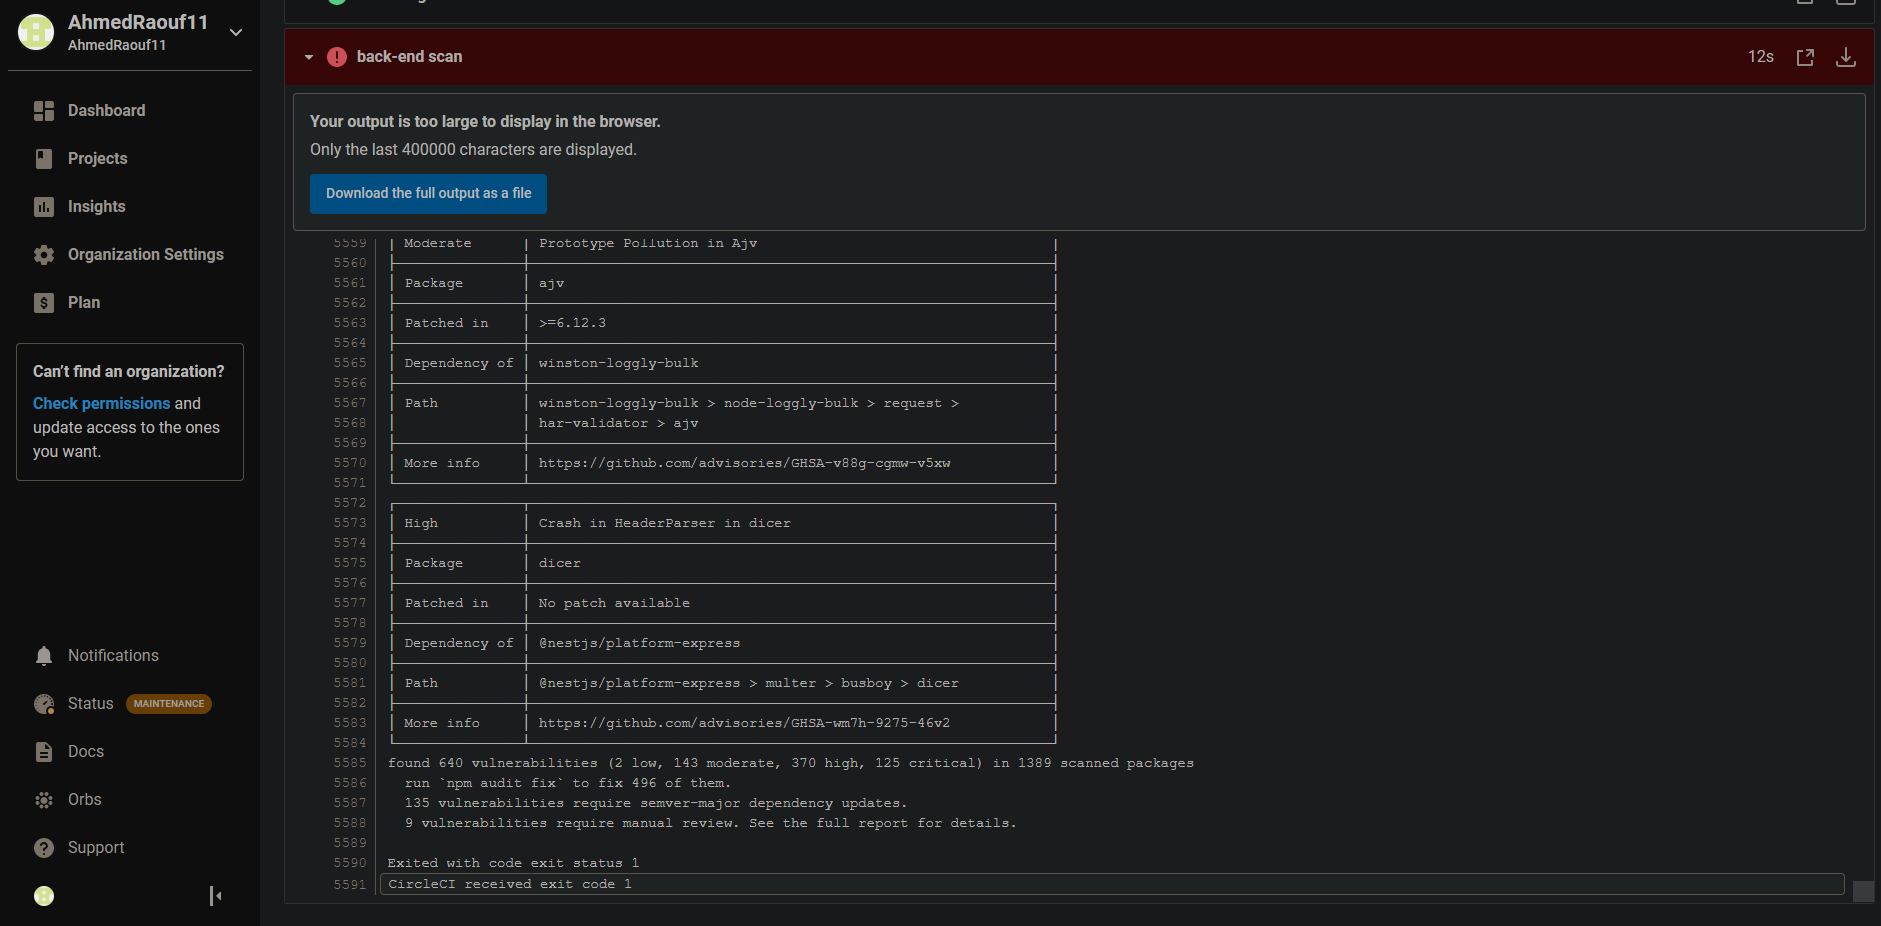 AhmedRaouf11
AhmedRaouf11
Dashboard
Projects
Insights
Organization Settings
Plan
Can't find an organization?
Check permissions and
update access to the ones
you want.
Notifications
Status MAINTENANCE
Docs
Orbs
Support
back-end scan 12s
Your output is too large to display in the browser.
Only the last 400000 characters are displayed.
Download the full output as a file
5559 Moderate Prototype Pollution in Ajv
5560
5561 Package ajv
5562
5563 Patched in >=6.12.3
5564
5565 Dependency of winston-loggly-bulk
5566
5567 Path winston-loggly-bulk > node-loggly-bulk > request >
5568 har-validator > ajv
5569
5570 More info https://github.com/advisories/GHSA-v88g-cgmw-v5xw
5571
5572
5573 High Crash in HeaderParser in dicer
5574
5575 Package dicer
5576
5577 Patched in No patch available
5578
5579 Dependency of @nestjs/platform-express
5580
5581 Path @nestjs/platform-express > multer > busboy > dicer
5582
5583 More info https://github.com/advisories/GHSA-wm7h-9275-46v2
5584
5585 found 640 vulnerabilities (2 low, 143 moderate, 370 high, 125 critical) in 1389 scanned packages
5586 run `npm audit fix` to fix 496 of them.
5587 135 vulnerabilities require semver-major dependency updates.
5588 9 vulnerabilities require manual review. See the full report for details.
5589
5590 Exited with code exit status 1
5591 CircleCI received exit code 1